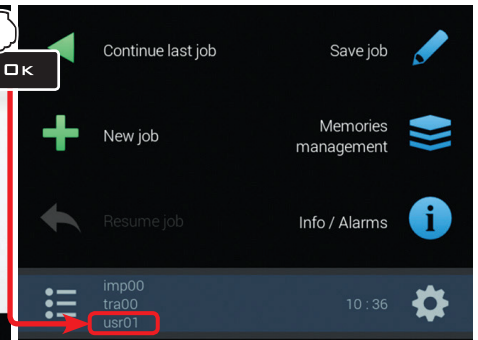 OK
Continue last job
Save job
New job
Memories
management
Resume job
Info / Alarms
i
imp00
tra00
usr01
10 : 36